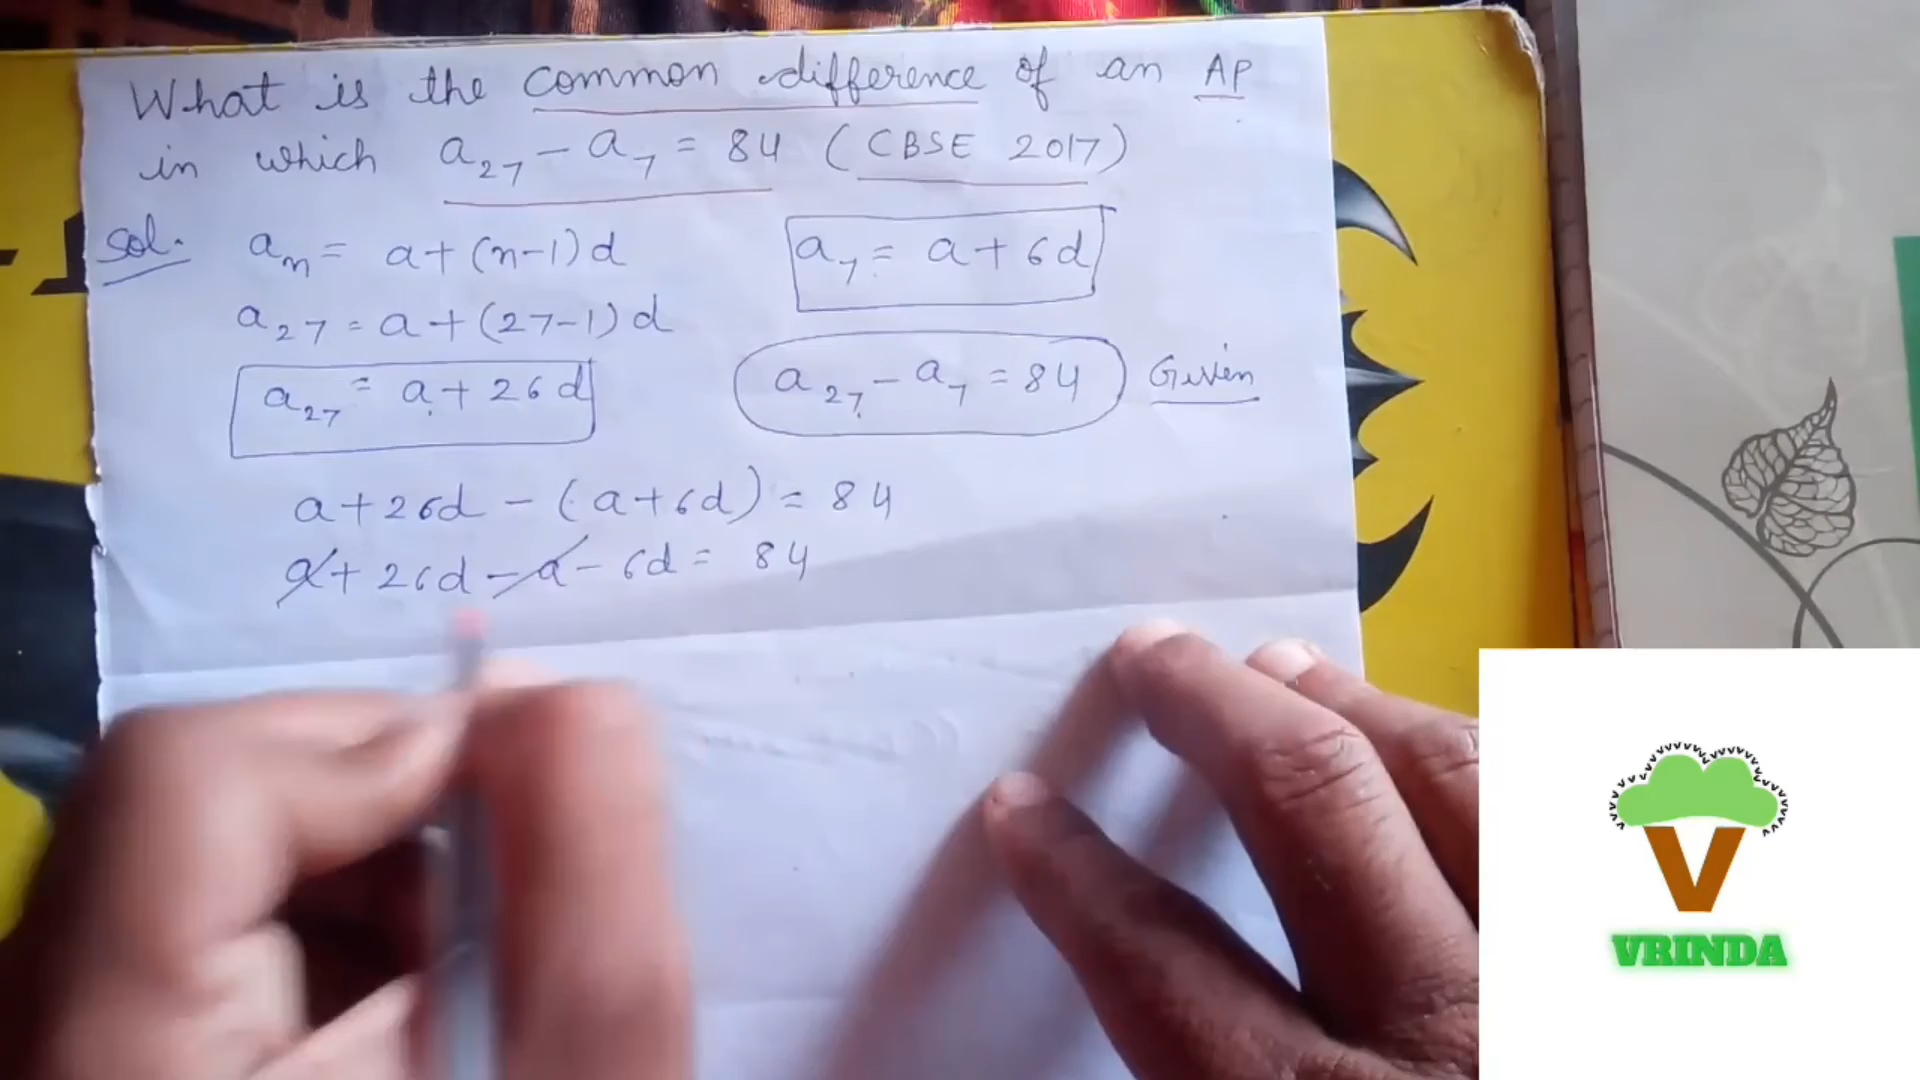 What is the common difference of an AP
in which a₂₇ - a₇ = 84 (CBSE 2017)
Sol. aₙ = a + (n-1)d
a₇ = a + 6d
a₂₇ = a + (27-1)d
a₂₇ = a + 26d
a₂₇ - a₇ = 84 Given
a + 26d - (a + 6d) = 84
a + 26d - a - 6d = 84
V
VRINDA